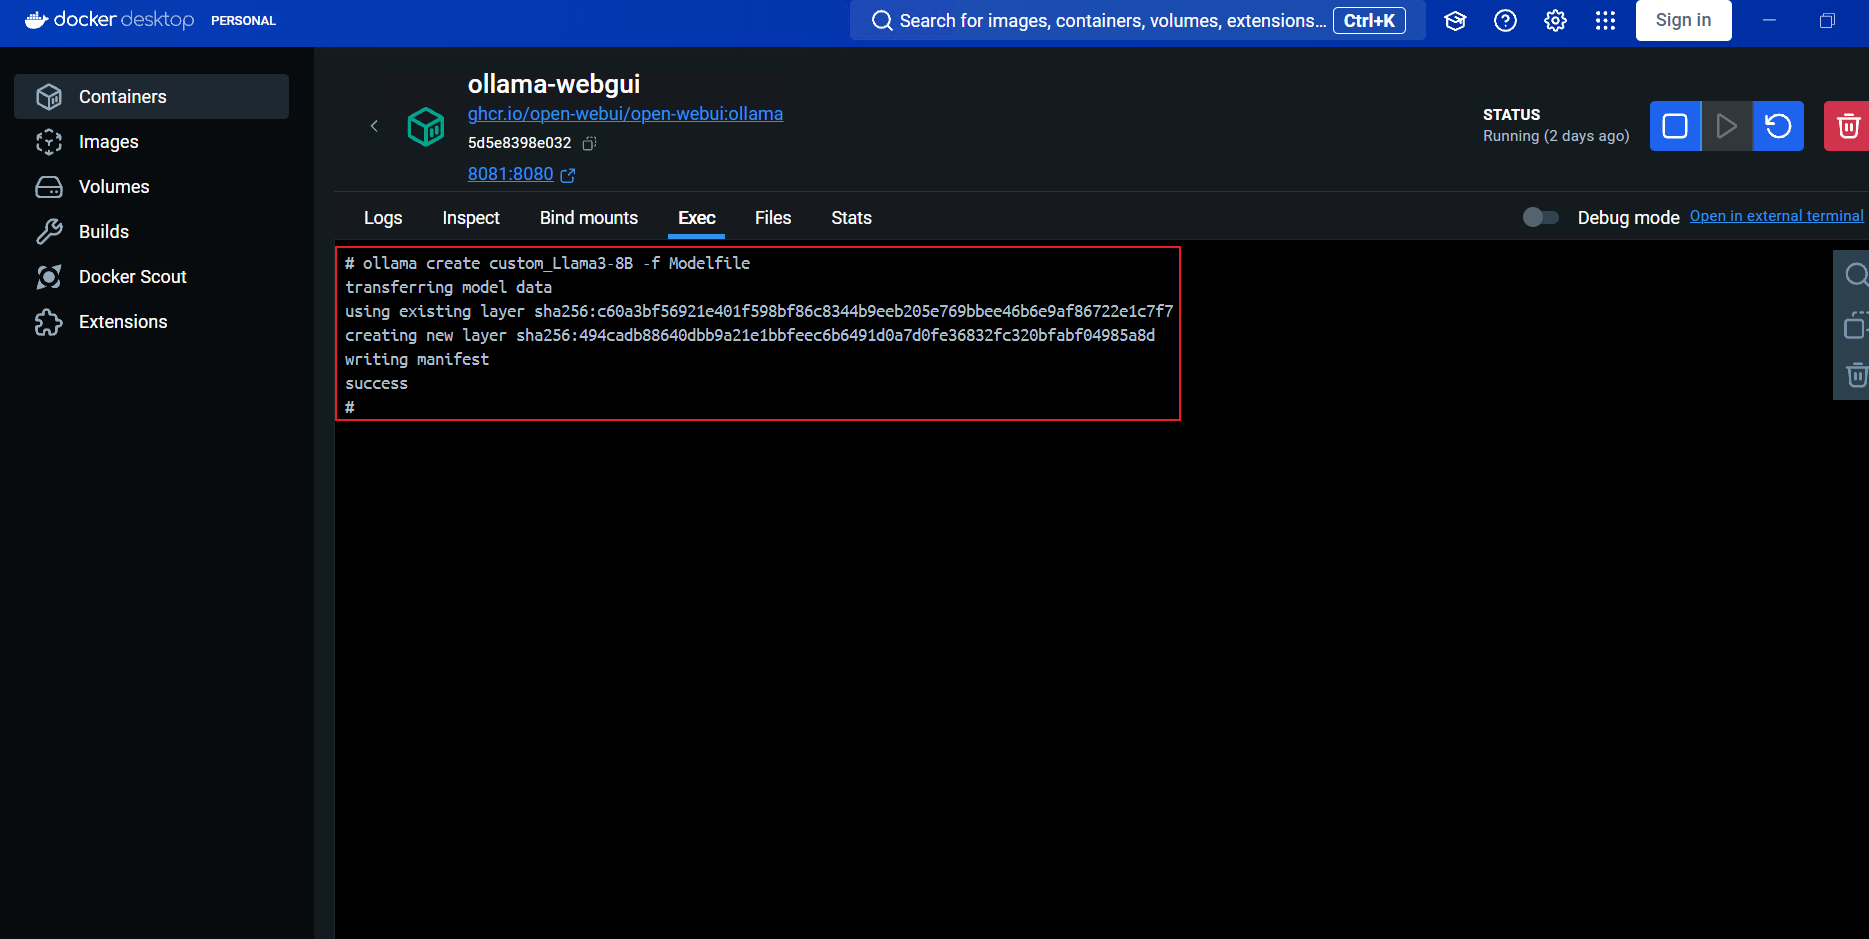 docker desktop PERSONAL
Search for images, containers, volumes, extensions... Ctrl+K
Sign in
Containers
Images
Volumes
Builds
Docker Scout
Extensions
ollama-webgui
ghcr.io/open-webui/open-webui:ollama
5d5e8398e032
8081:8080
STATUS
Running (2 days ago)
Logs Inspect Bind mounts Exec Files Stats
Debug mode Open in external terminal
# ollama create custom_Llama3-8B -f Modelfile
transferring model data
using existing layer sha256:c60a3bf56921e401f598bf86c8344b9eeb205e769bbee46b6e9af86722e1c7f7
creating new layer sha256:494cadb88640dbb9a21e1bbfeec6b6491d0a7d0fe36832fc320bfabf04985a8d
writing manifest
success
#